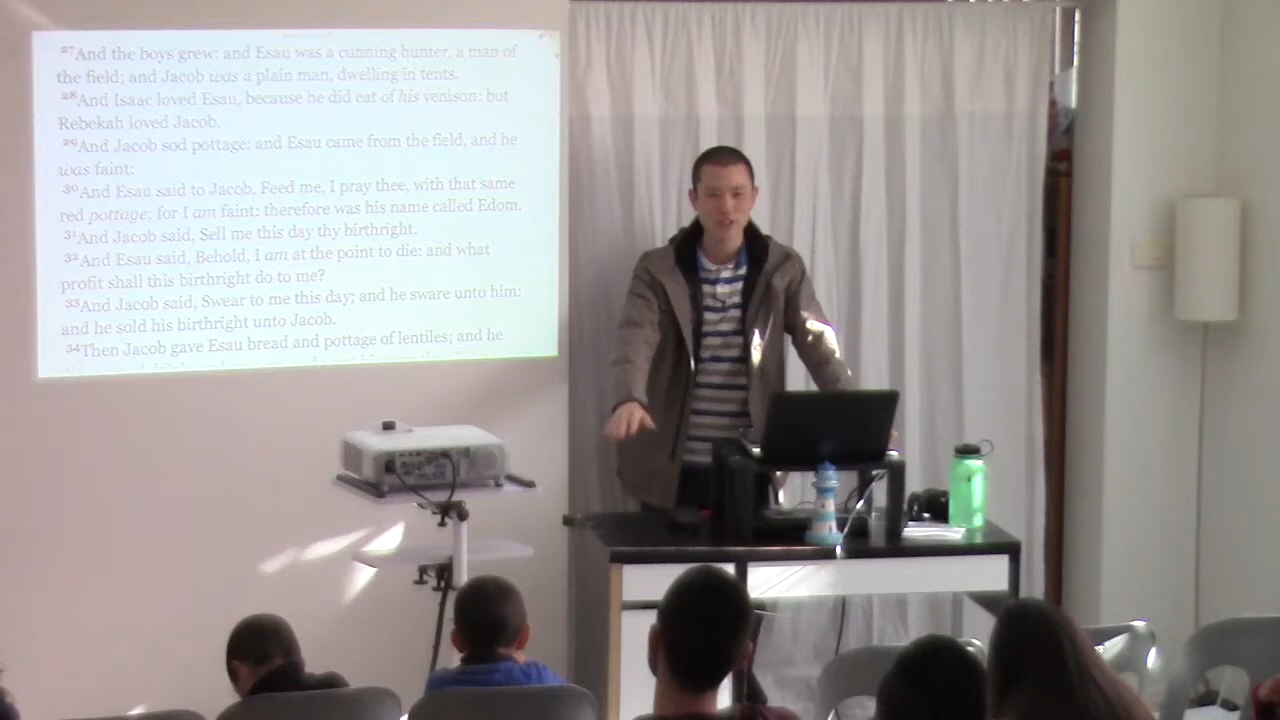 27And the boys grew: and Esau was a cunning hunter, a man of
the field; and Jacob was a plain man, dwelling in tents.
28And Isaac loved Esau, because he did eat of his venison: but
Rebekah loved Jacob.
29And Jacob sod pottage: and Esau came from the field, and he
was faint:
30And Esau said to Jacob, Feed me, I pray thee, with that same
red pottage; for I am faint: therefore was his name called Edom.
31And Jacob said, Sell me this day thy birthright.
32And Esau said, Behold, I am at the point to die: and what
profit shall this birthright do to me?
33And Jacob said, Swear to me this day; and he sware unto him:
and he sold his birthright unto Jacob.
34Then Jacob gave Esau bread and pottage of lentiles; and he